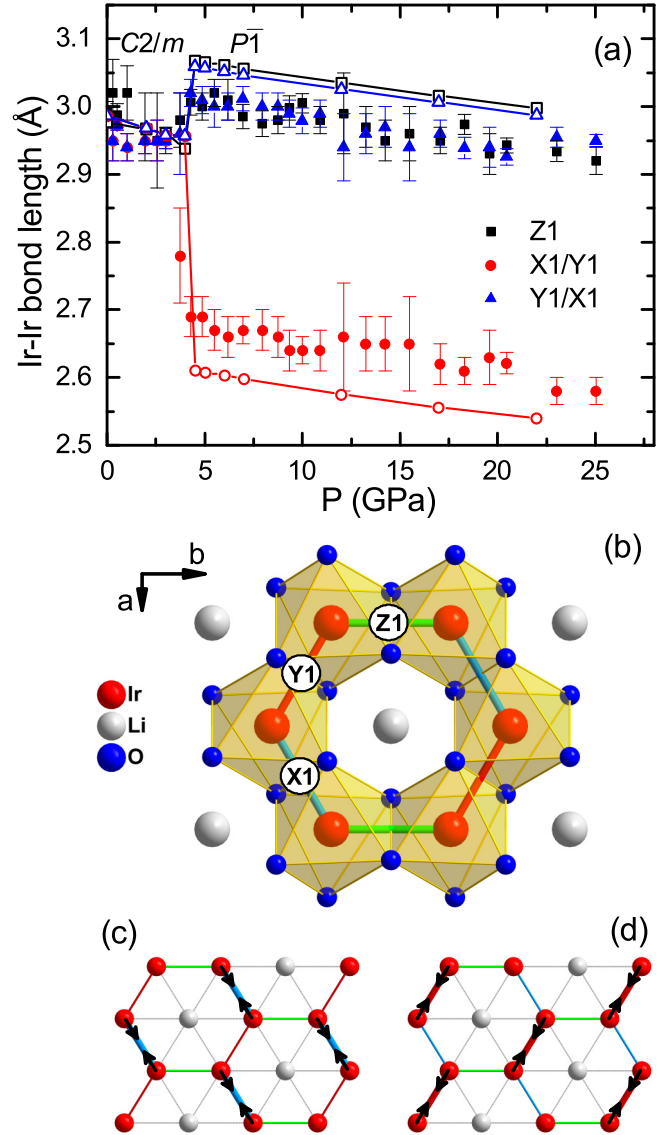 (a)
C2/m P1̅
3.1
3.0
2.9
2.8
2.7
2.6
2.5
Ir-Ir bond length (Å)
Z1
X1/Y1
Y1/X1
0 5 10 15 20 25
P (GPa)
(b)
b
a
Z1
Y1
X1
Ir
Li
O
(c) (d)